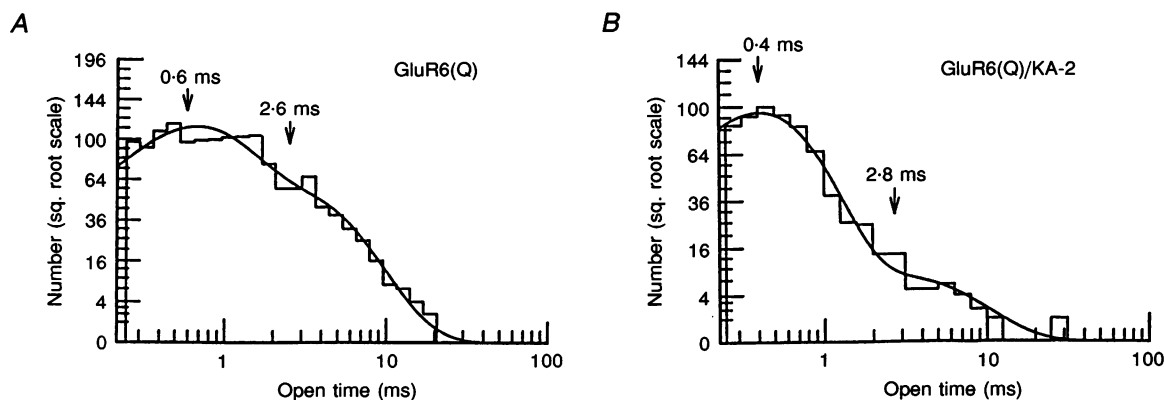 A
GluR6(Q)
0·6 ms
2·6 ms
196
144
100
64
36
16
4
0
Number (sq. root scale)
1
10
100
Open time (ms)
B
0·4 ms
GluR6(Q)/KA-2
2·8 ms
144
100
64
36
16
4
0
Number (sq. root scale)
1
10
100
Open time (ms)